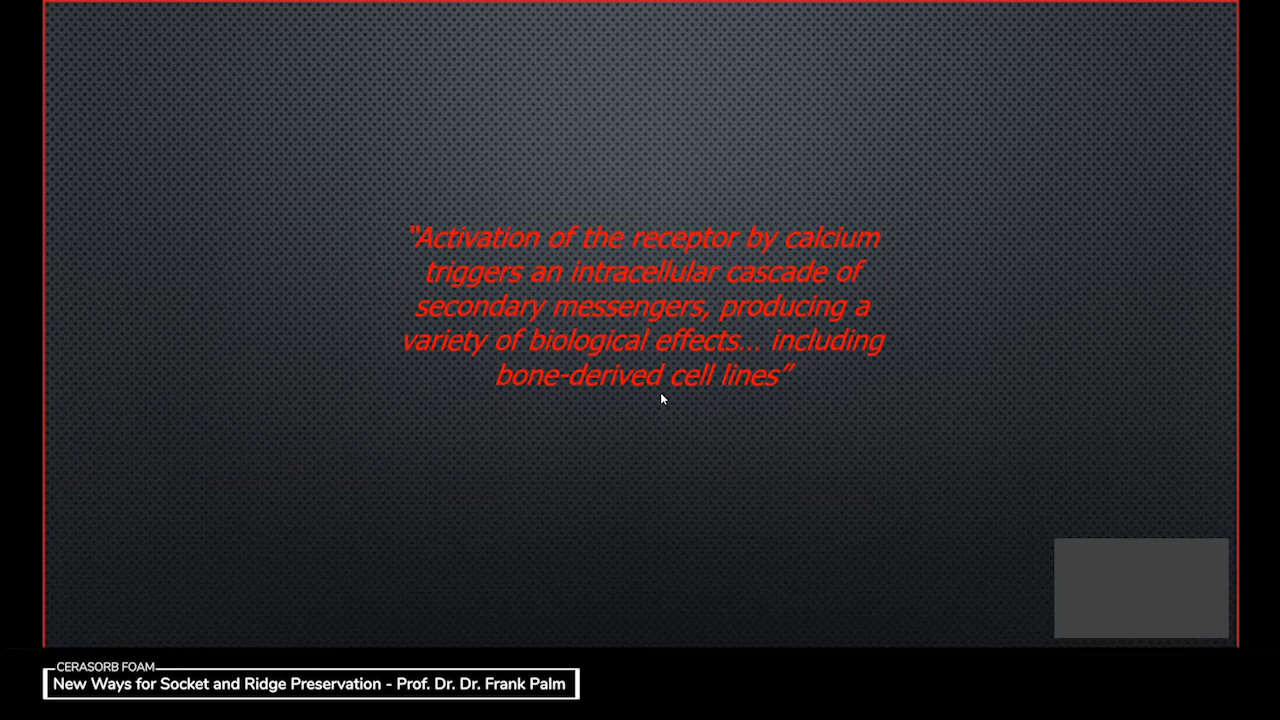 “Activation of the receptor by calcium
triggers an intracellular cascade of
secondary messengers, producing a
variety of biological effects... including
bone-derived cell lines”
CERASORB FOAM
New Ways for Socket and Ridge Preservation - Prof. Dr. Dr. Frank Palm